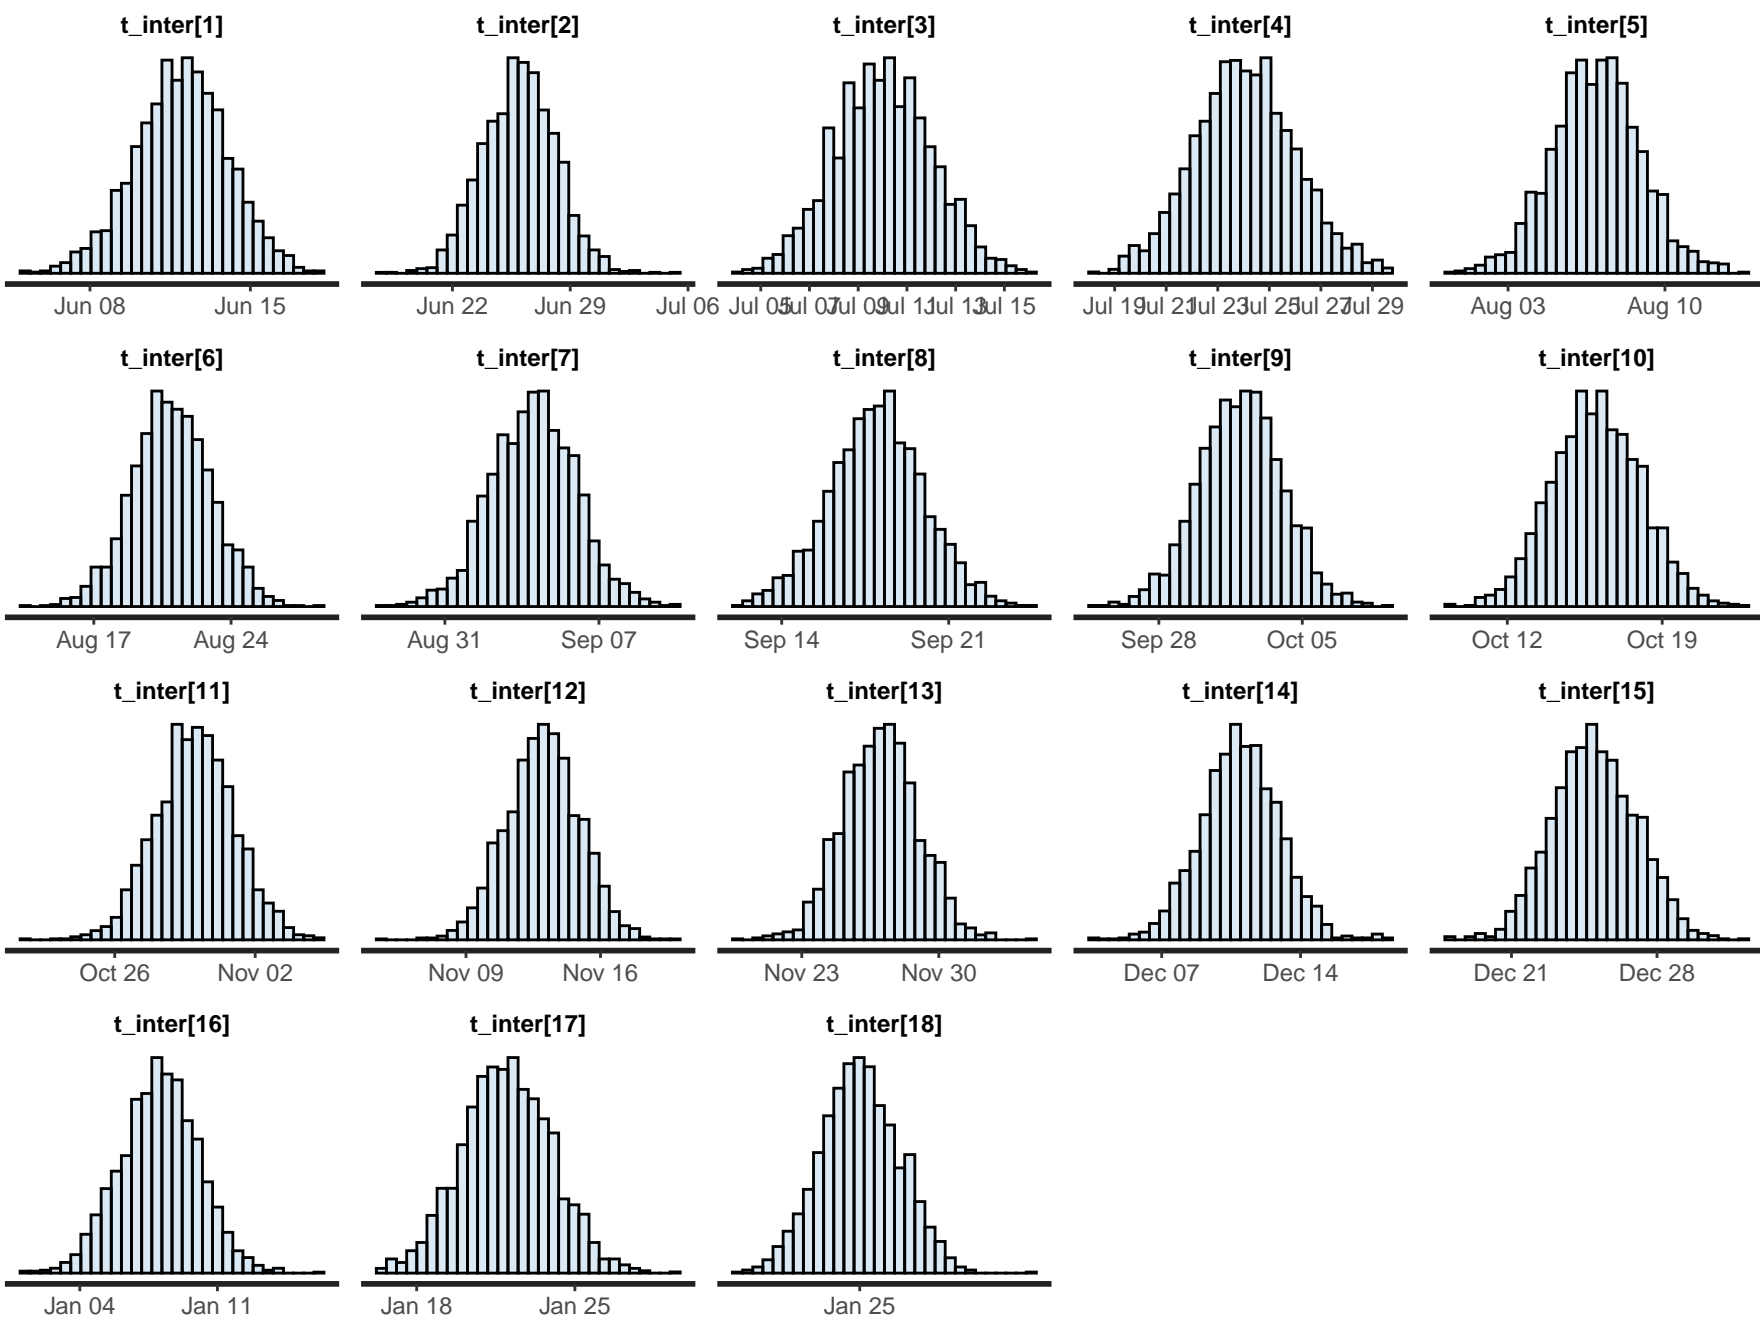 t_inter[1] t_inter[2] t_inter[3] t_inter[4] t_inter[5]
Jun 08 Jun 15 Jun 22 Jun 29 Jul 06 Jul 05 Jul 07 Jul 09 Jul 11 Jul 13 Jul 15 Jul 19 Jul 21 Jul 23 Jul 25 Jul 27 Jul 29 Aug 03 Aug 10
t_inter[6] t_inter[7] t_inter[8] t_inter[9] t_inter[10]
Aug 17 Aug 24 Aug 31 Sep 07 Sep 14 Sep 21 Sep 28 Oct 05 Oct 12 Oct 19
t_inter[11] t_inter[12] t_inter[13] t_inter[14] t_inter[15]
Oct 26 Nov 02 Nov 09 Nov 16 Nov 23 Nov 30 Dec 07 Dec 14 Dec 21 Dec 28
t_inter[16] t_inter[17] t_inter[18]
Jan 04 Jan 11 Jan 18 Jan 25 Jan 25